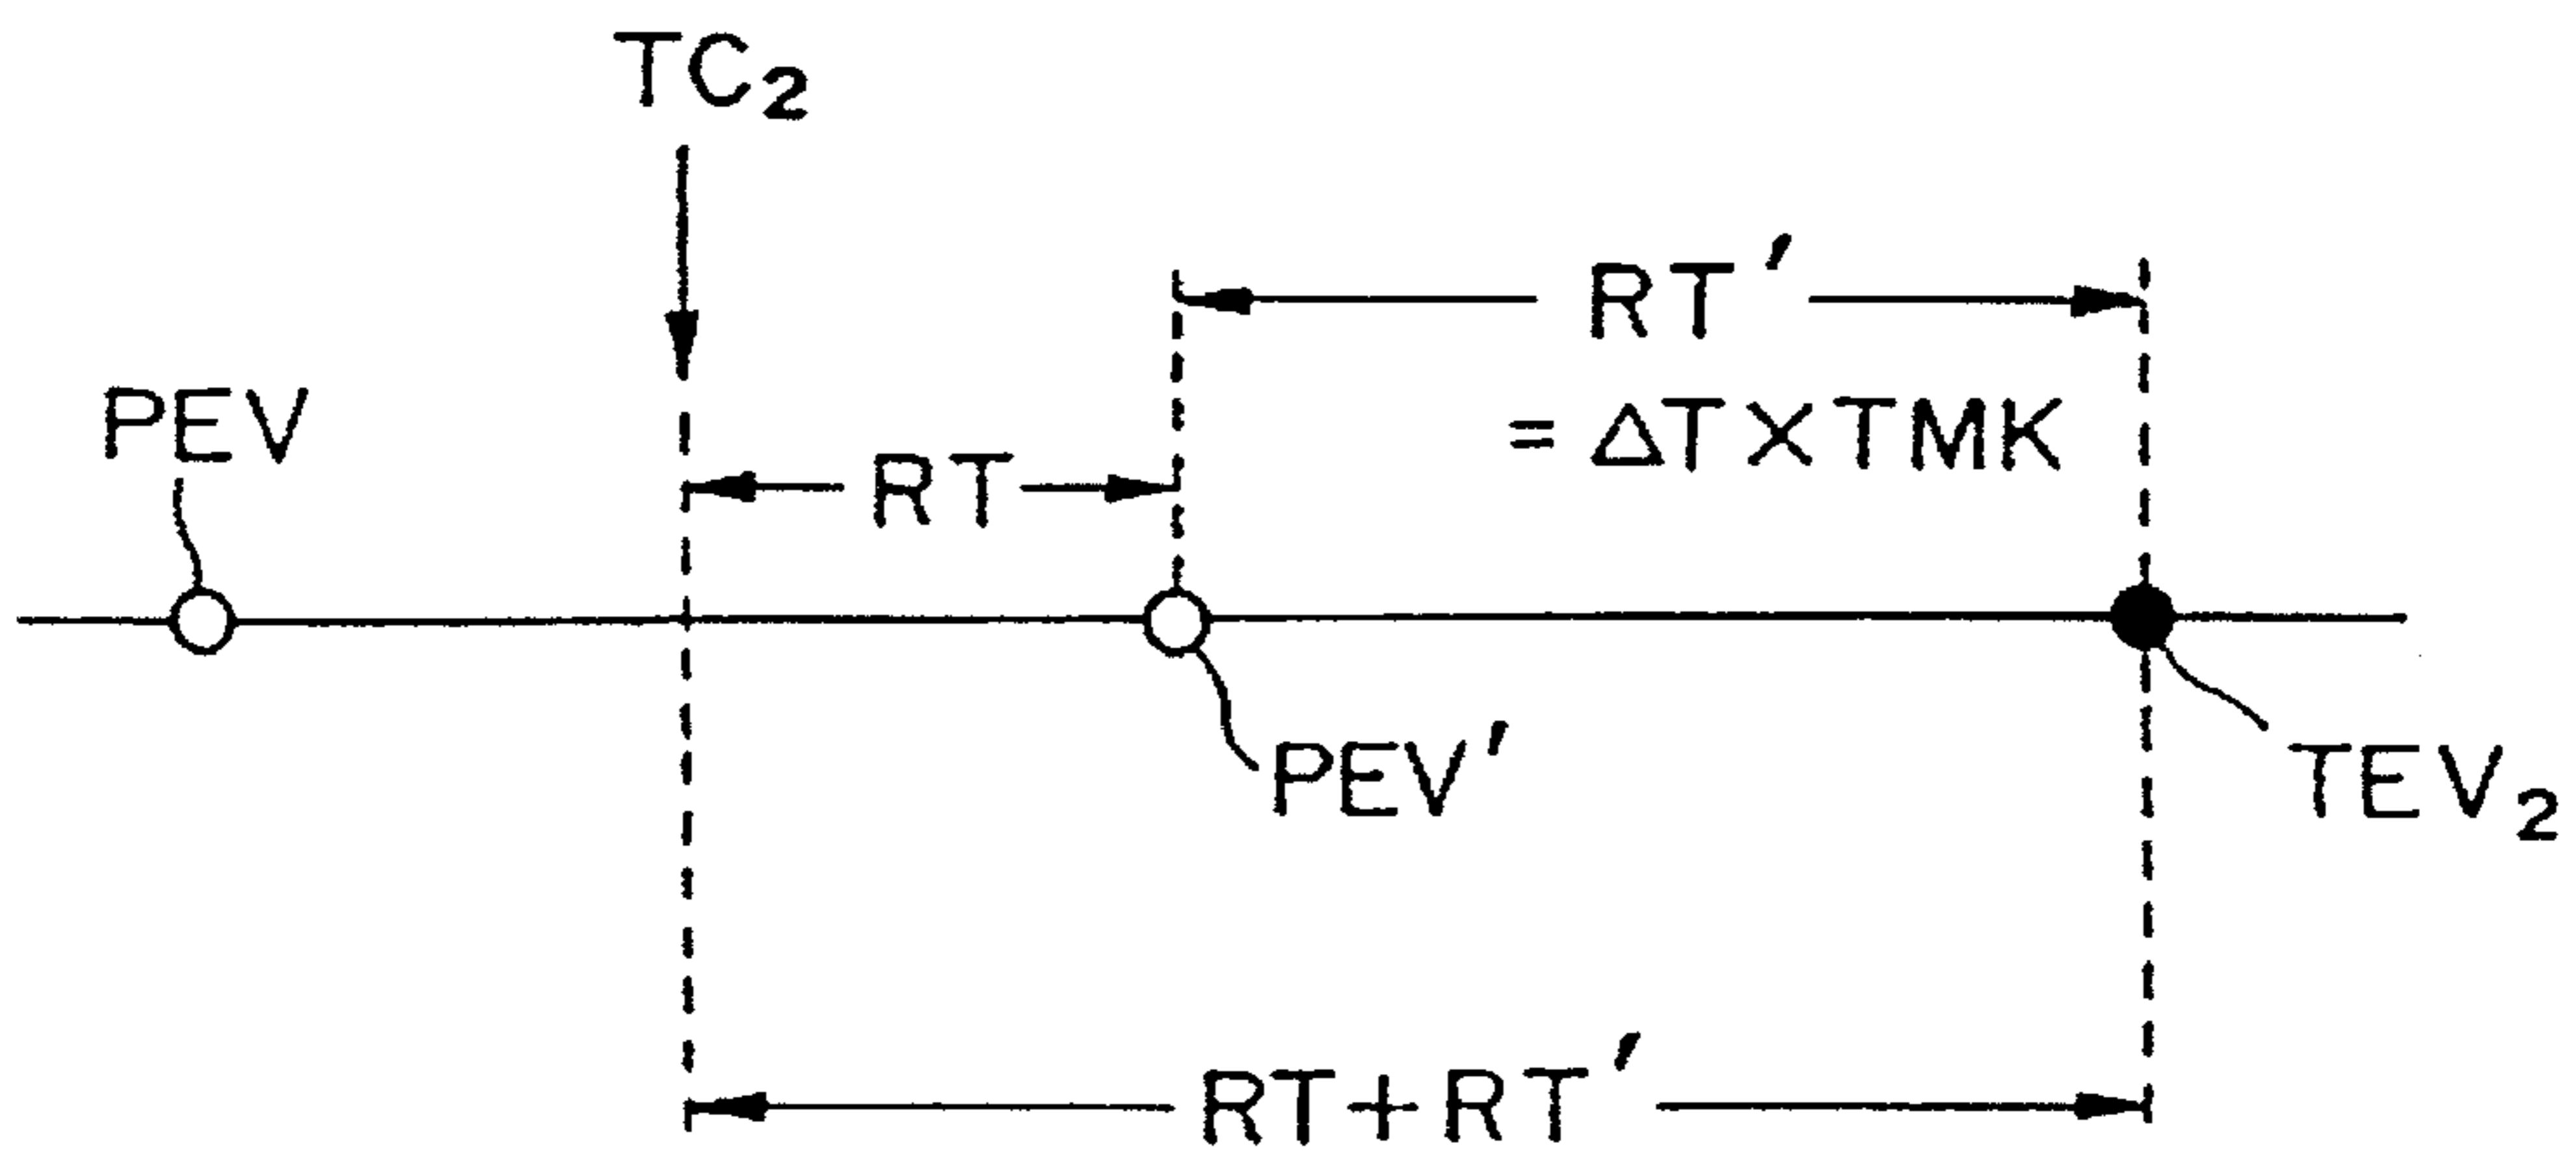 TC₂
RT′
PEV
= ΔT×TMK
RT
PEV′
TEV₂
RT+RT′